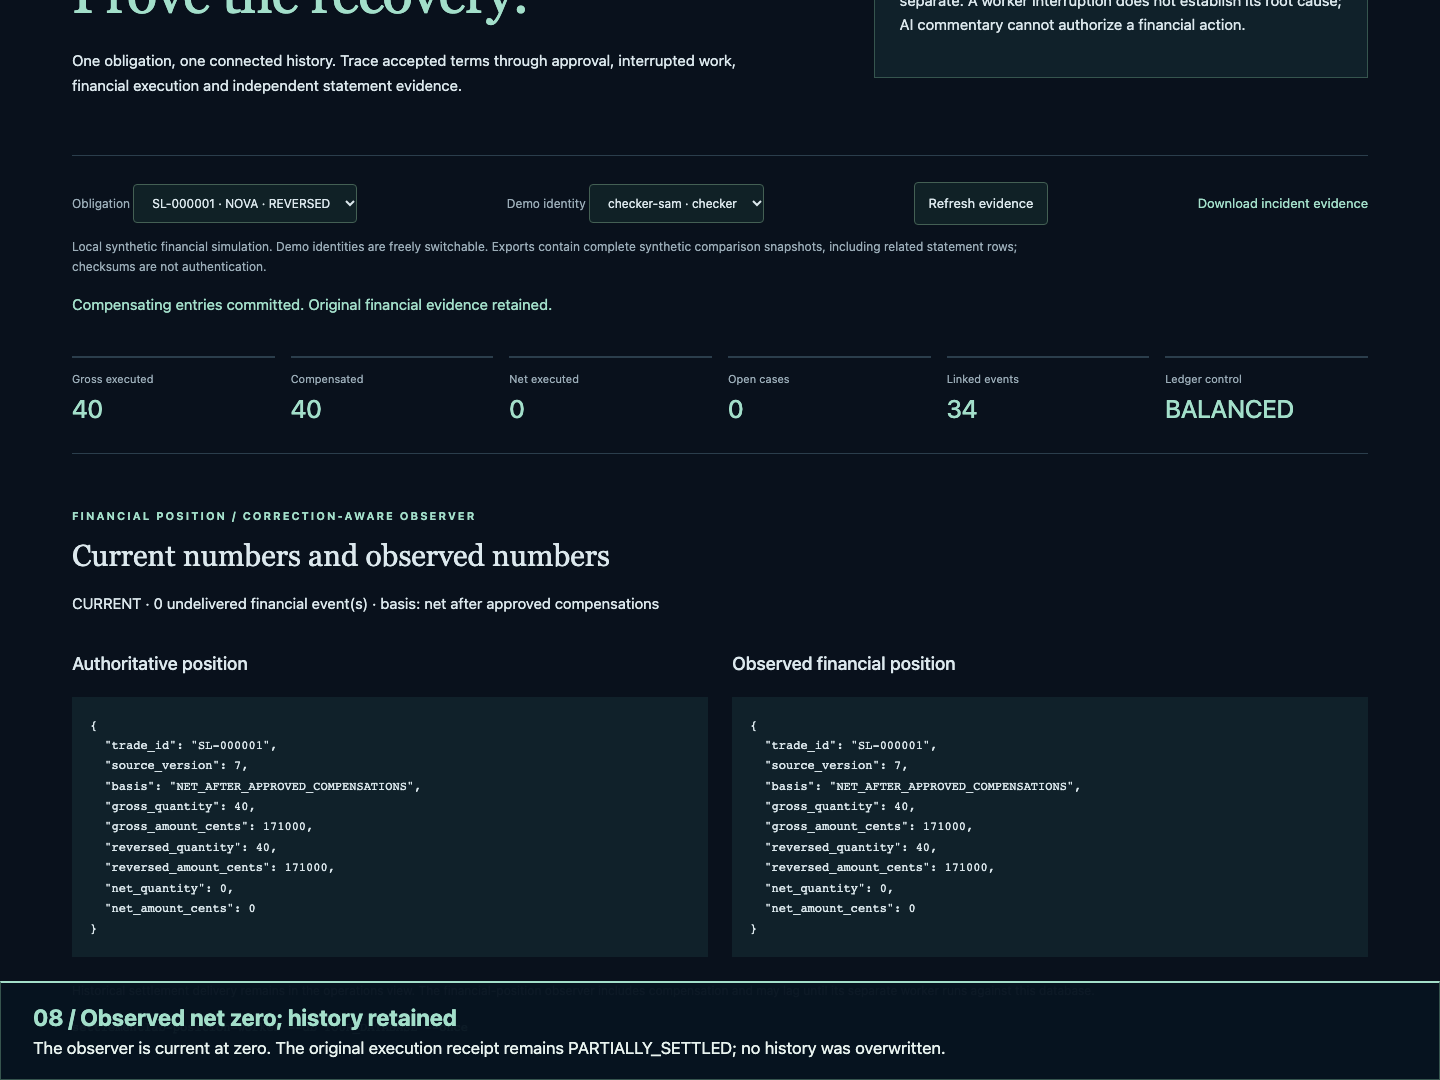 Prove the recovery.
separate. A worker interruption does not establish its root cause;
AI commentary cannot authorize a financial action.
One obligation, one connected history. Trace accepted terms through approval, interrupted work,
financial execution and independent statement evidence.
Obligation SL-000001 · NOVA · REVERSED Demo identity checker-sam · checker Refresh evidence Download incident evidence
Local synthetic financial simulation. Demo identities are freely switchable. Exports contain complete synthetic comparison snapshots, including related statement rows;
checksums are not authentication.
Compensating entries committed. Original financial evidence retained.
Gross executed Compensated Net executed Open cases Linked events Ledger control
40 40 0 0 34 BALANCED
FINANCIAL POSITION / CORRECTION-AWARE OBSERVER
Current numbers and observed numbers
CURRENT · 0 undelivered financial event(s) · basis: net after approved compensations
Authoritative position
{
"trade_id": "SL-000001",
"source_version": 7,
"basis": "NET_AFTER_APPROVED_COMPENSATIONS",
"gross_quantity": 40,
"gross_amount_cents": 171000,
"reversed_quantity": 40,
"reversed_amount_cents": 171000,
"net_quantity": 0,
"net_amount_cents": 0
}
Observed financial position
{
"trade_id": "SL-000001",
"source_version": 7,
"basis": "NET_AFTER_APPROVED_COMPENSATIONS",
"gross_quantity": 40,
"gross_amount_cents": 171000,
"reversed_quantity": 40,
"reversed_amount_cents": 171000,
"net_quantity": 0,
"net_amount_cents": 0
}
08 / Observed net zero; history retained
The observer is current at zero. The original execution receipt remains PARTIALLY_SETTLED; no history was overwritten.